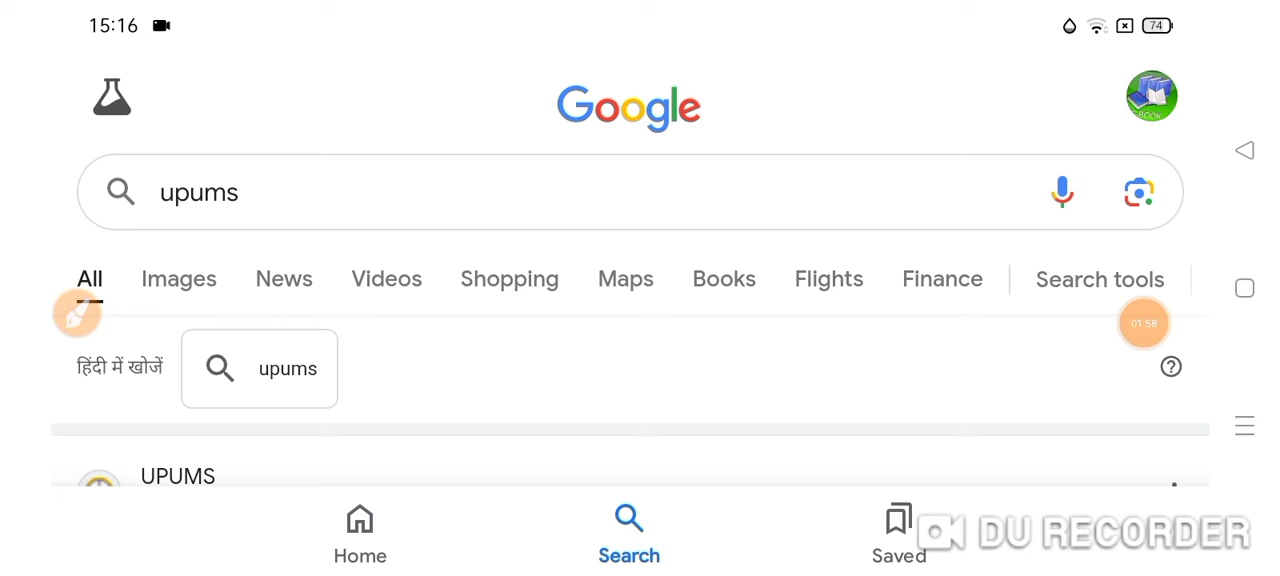 15:16
74
Google
BOOK
upums
All Images News Videos Shopping Maps Books Flights Finance Search tools
01:58
हिंदी में खोजें upums
UPUMS
Home Search Saved
DU RECORDER